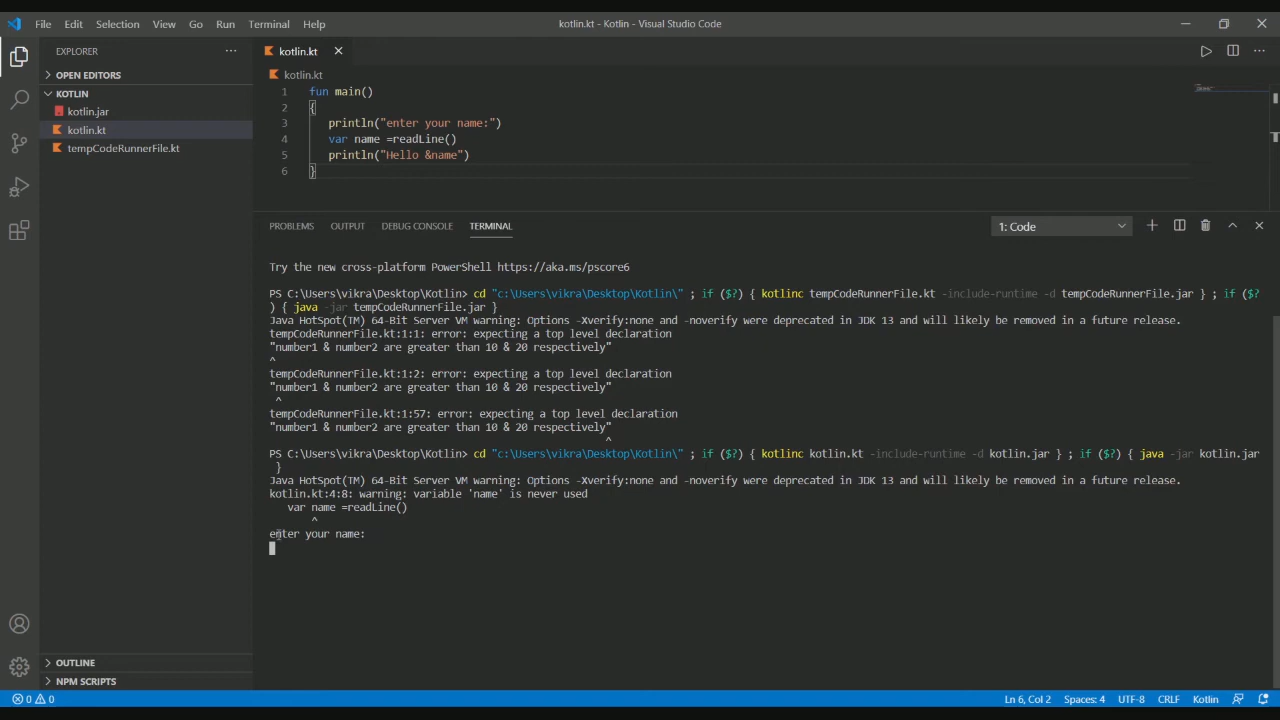 File Edit Selection View Go Run Terminal Help kotlin.kt - Kotlin - Visual Studio Code
EXPLORER
OPEN EDITORS
KOTLIN
kotlin.jar
kotlin.kt
tempCodeRunnerFile.kt
OUTLINE
NPM SCRIPTS
kotlin.kt
kotlin.kt
1 fun main()
2 {
3 println("enter your name:")
4 var name =readLine()
5 println("Hello &name")
6 }
PROBLEMS OUTPUT DEBUG CONSOLE TERMINAL 1: Code
Try the new cross-platform PowerShell https://aka.ms/pscore6
PS C:\Users\vikra\Desktop\Kotlin> cd "c:\Users\vikra\Desktop\Kotlin\" ; if ($?) { kotlinc tempCodeRunnerFile.kt -include-runtime -d tempCodeRunnerFile.jar } ; if ($?
) { java -jar tempCodeRunnerFile.jar }
Java HotSpot(TM) 64-Bit Server VM warning: Options -Xverify:none and -noverify were deprecated in JDK 13 and will likely be removed in a future release.
tempCodeRunnerFile.kt:1:1: error: expecting a top level declaration
"number1 & number2 are greater than 10 & 20 respectively"
^
tempCodeRunnerFile.kt:1:2: error: expecting a top level declaration
"number1 & number2 are greater than 10 & 20 respectively"
^
tempCodeRunnerFile.kt:1:57: error: expecting a top level declaration
"number1 & number2 are greater than 10 & 20 respectively"
^
PS C:\Users\vikra\Desktop\Kotlin> cd "c:\Users\vikra\Desktop\Kotlin\" ; if ($?) { kotlinc kotlin.kt -include-runtime -d kotlin.jar } ; if ($?) { java -jar kotlin.jar
}
Java HotSpot(TM) 64-Bit Server VM warning: Options -Xverify:none and -noverify were deprecated in JDK 13 and will likely be removed in a future release.
kotlin.kt:4:8: warning: variable 'name' is never used
var name =readLine()
^
enter your name:
0 0 Ln 6, Col 2 Spaces: 4 UTF-8 CRLF Kotlin